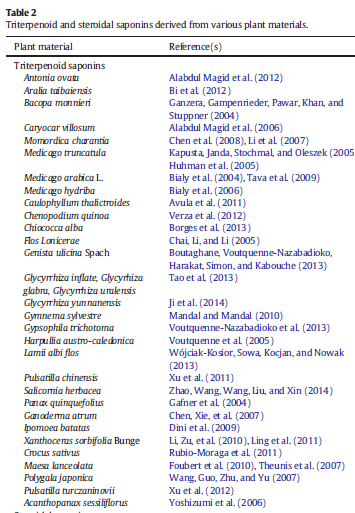 Table 2
Triterpenoid and steroidal saponins derived from various plant materials.
Plant material Reference(s)
Triterpenoid saponins
Antonia ovata Alabdul Magid et al. (2012)
Aralia taibaiensis Bi et al. (2012)
Bacopa monnieri Ganzera, Gampenrieder, Pawar, Khan, and
Stuppner (2004)
Caryocar villosum Alabdul Magid et al. (2006)
Momordica charantia Chen et al. (2008), Li et al. (2007)
Medicago truncatula Kapusta, Janda, Stochmal, and Oleszek (2005
Huhman et al. (2005)
Medicago arabica L. Bialy et al. (2004), Tava et al. (2009)
Medicago hydriba Bialy et al. (2006)
Caulophyllum thalictroides Avula et al. (2011)
Chenopodium quinoa Verza et al. (2012)
Chiococca alba Borges et al. (2013)
Flos Lonicerae Chai, Li, and Li (2005)
Genista ulicina Spach Boutaghane, Voutquenne-Nazabadioko,
Harakat, Simon, and Kabouche (2013)
Glycyrrhiza inflate, Glycyrhiza Tao et al. (2013)
glabra, Glycyrhiza uralensis
Glycyrrhiza yunnanensis Ji et al. (2014)
Gymnema sylvestre Mandal and Mandal (2010)
Gypsophila trichotoma Voutquenne-Nazabadioko et al. (2013)
Harpullia austro-caledonica Voutquenne et al. (2005)
Lamii albi flos Wójciak-Kosior, Sowa, Kocjan, and Nowak
(2013)
Pulsatilla chinensis Xu et al. (2011)
Salicornia herbacea Zhao, Wang, Wang, Liu, and Xin (2014)
Panax quinquefolius Gafner et al. (2004)
Ganoderma atrum Chen, Xie, et al. (2007)
Ipomoea batatas Dini et al. (2009)
Xanthoceras sorbifolia Bunge Li, Zu, et al. (2010), Ling et al. (2011)
Crocus sativus Rubio-Moraga et al. (2011)
Maesa lanceolata Foubert et al. (2010), Theunis et al. (2007)
Polygala japonica Wang, Guo, Zhu, and Yu (2007)
Pulsatilla turczaninovii Xu et al. (2012)
Acanthopanax sessiliflorus Yoshizumi et al. (2006)